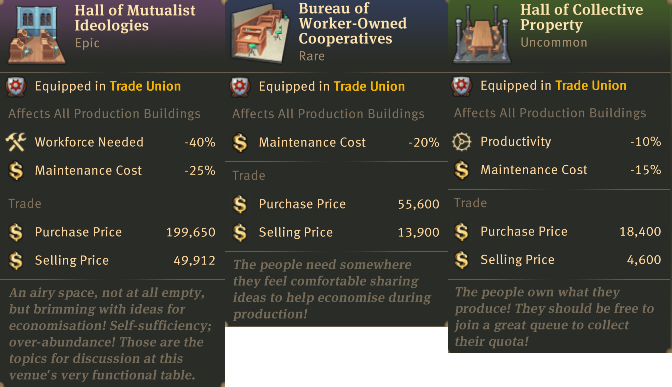 Hall of Mutualist
Ideologies
Epic
Equipped in Trade Union
Affects All Production Buildings
Workforce Needed -40%
Maintenance Cost -25%
Trade
Purchase Price 199,650
Selling Price 49,912
An airy space, not at all empty,
but brimming with ideas for
economisation! Self-sufficiency;
over-abundance! Those are the
topics for discussion at this
venue's very functional table.
Bureau of
Worker-Owned
Cooperatives
Rare
Equipped in Trade Union
Affects All Production Buildings
Maintenance Cost -20%
Trade
Purchase Price 55,600
Selling Price 13,900
The people need somewhere
they feel comfortable sharing
ideas to help economise during
production!
Hall of Collective
Property
Uncommon
Equipped in Trade Union
Affects All Production Buildings
Productivity -10%
Maintenance Cost -15%
Trade
Purchase Price 18,400
Selling Price 4,600
The people own what they
produce! They should be free to
join a great queue to collect
their quota!